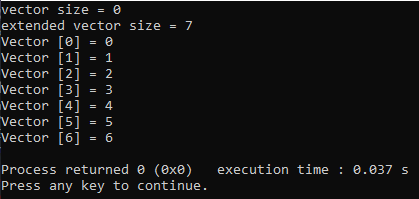 vector size = 0
extended vector size = 7
Vector [0] = 0
Vector [1] = 1
Vector [2] = 2
Vector [3] = 3
Vector [4] = 4
Vector [5] = 5
Vector [6] = 6
Process returned 0 (0x0)   execution time : 0.037 s
Press any key to continue.